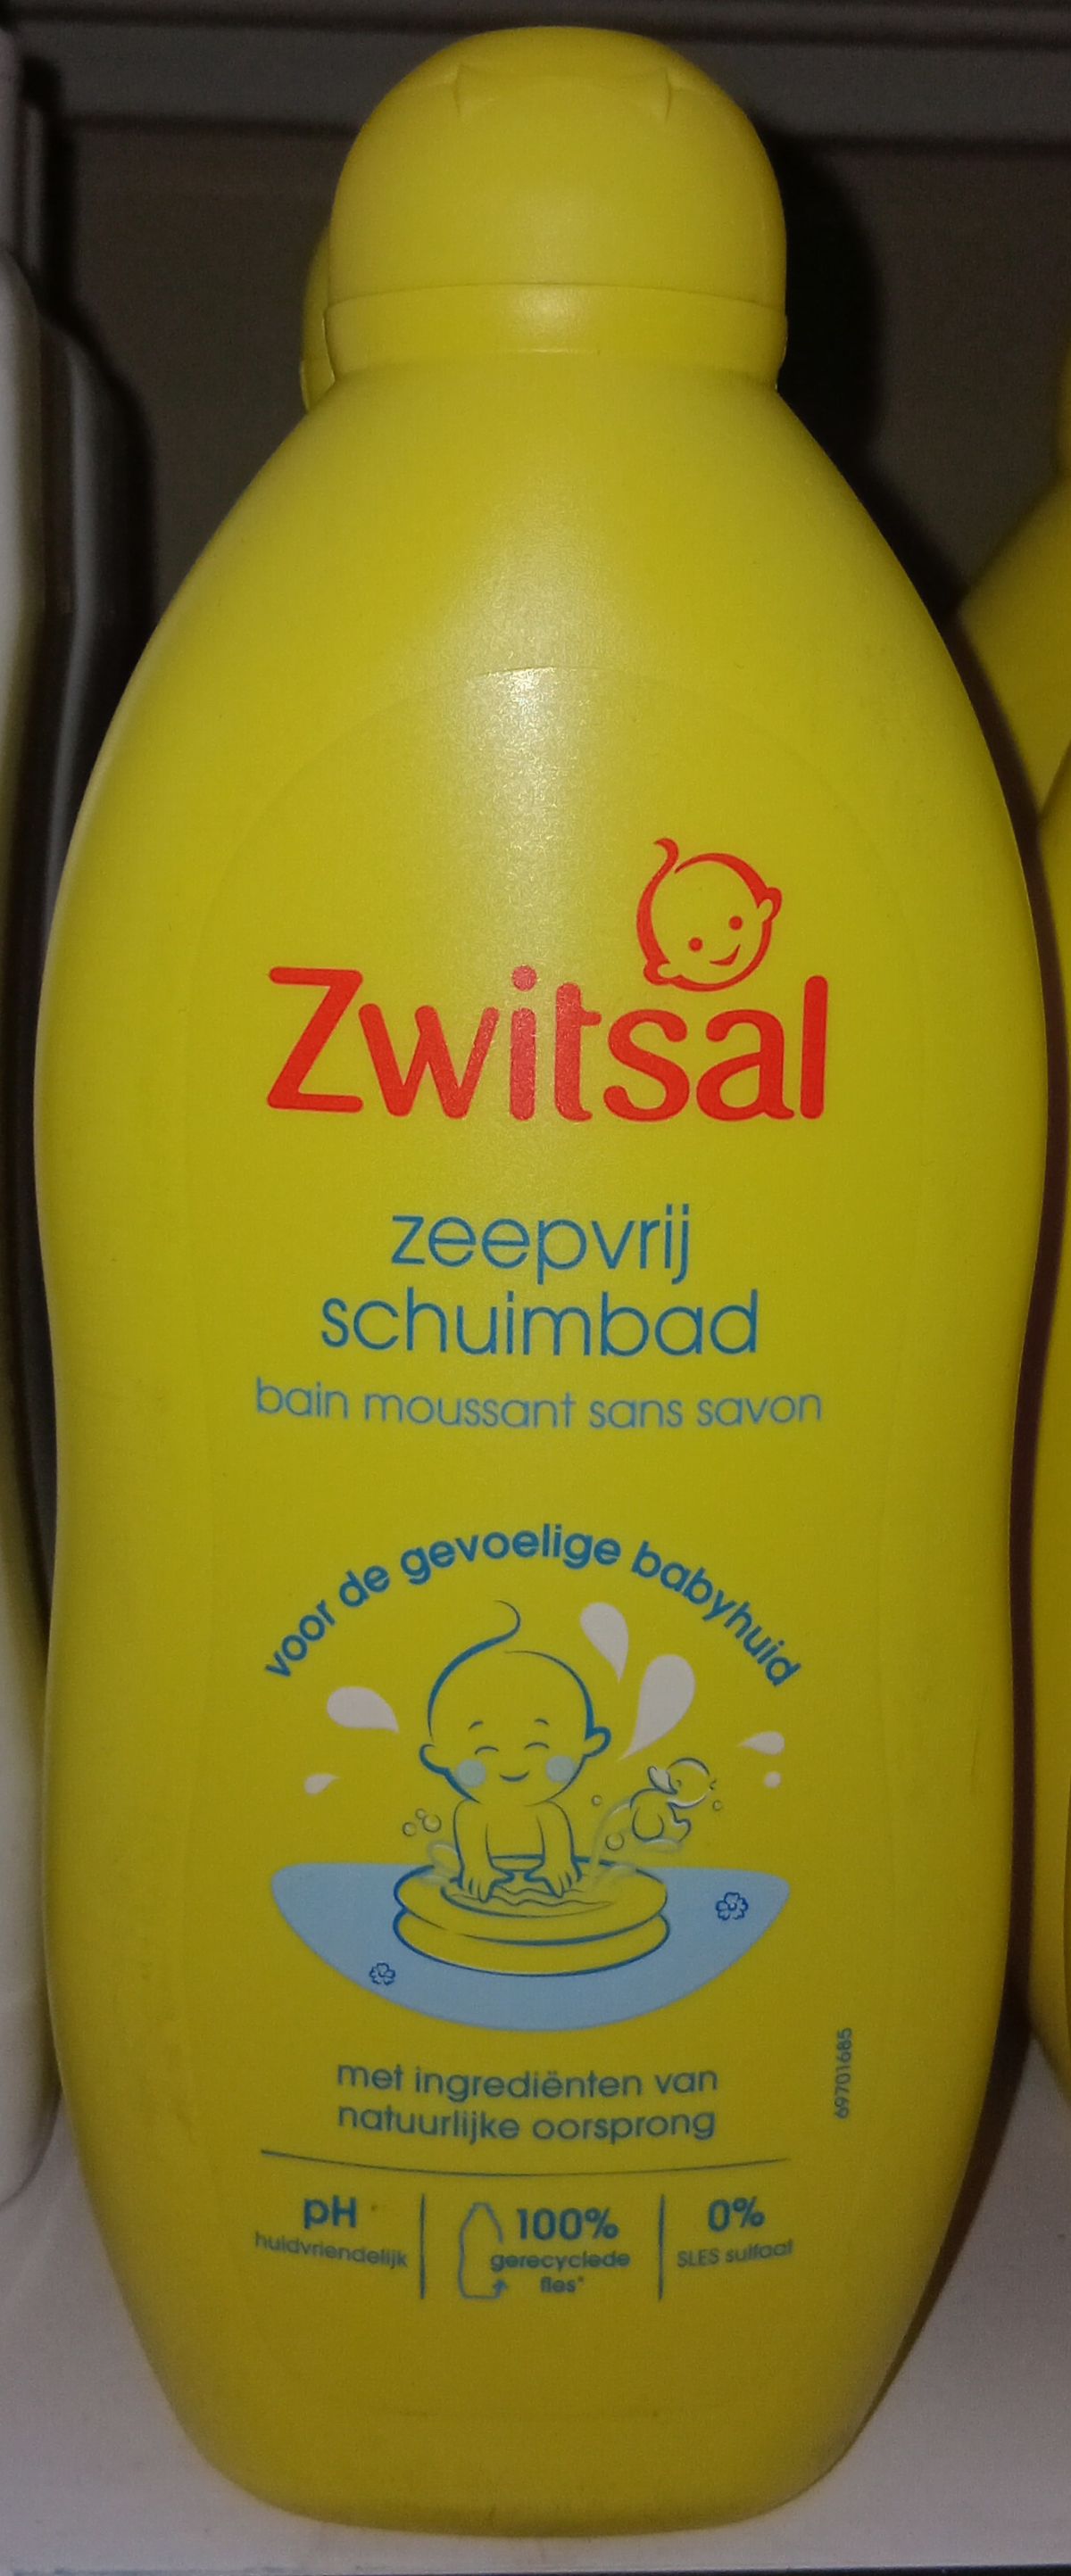 Zwitsal
zeepvrij
schuimbad
bain moussant sans savon
voor de gevoelige babyhuid
met ingrediënten van
natuurlijke oorsprong
69701685
pH
huidvriendelijk
100%
gerecyclede
fles*
0%
SLES sulfaat